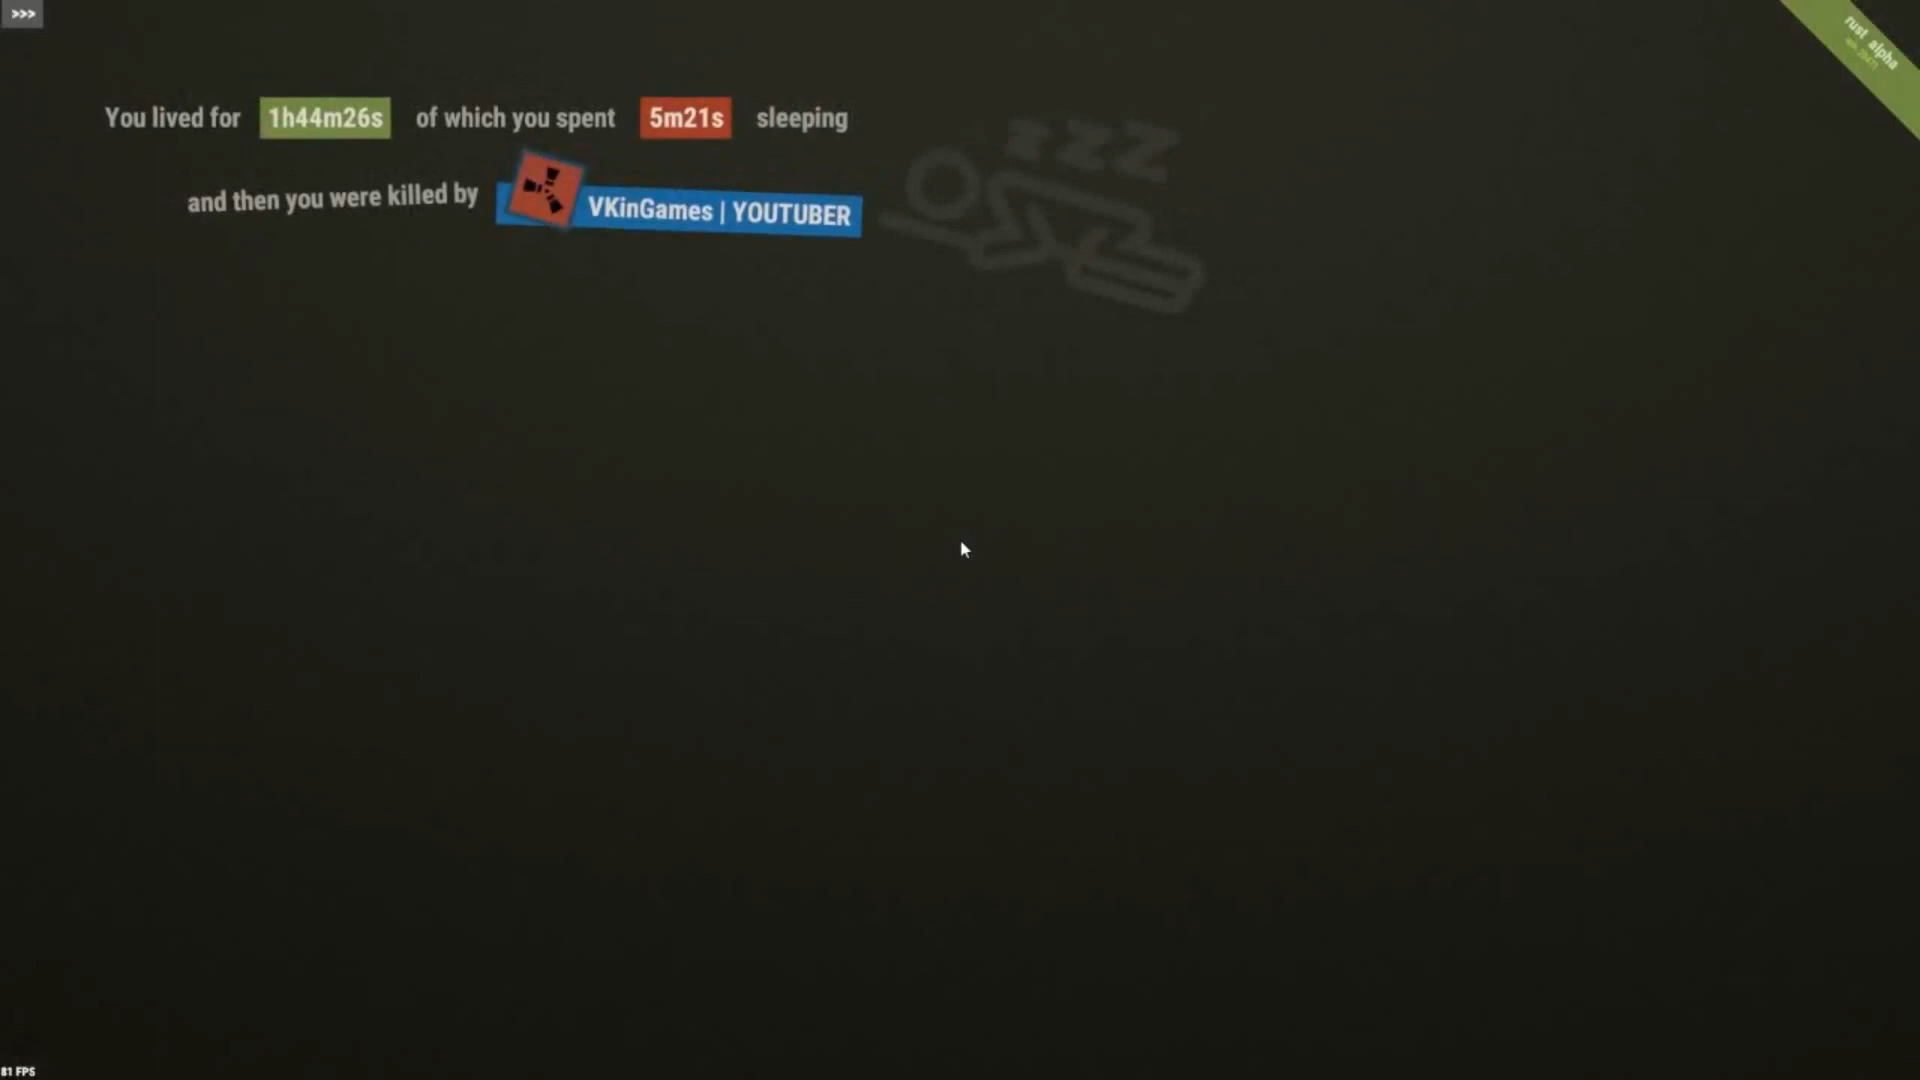 >>>
rust alpha
You lived for 1h44m26s of which you spent 5m21s sleeping
zzZ
and then you were killed by VKinGames | YOUTUBER
81 FPS